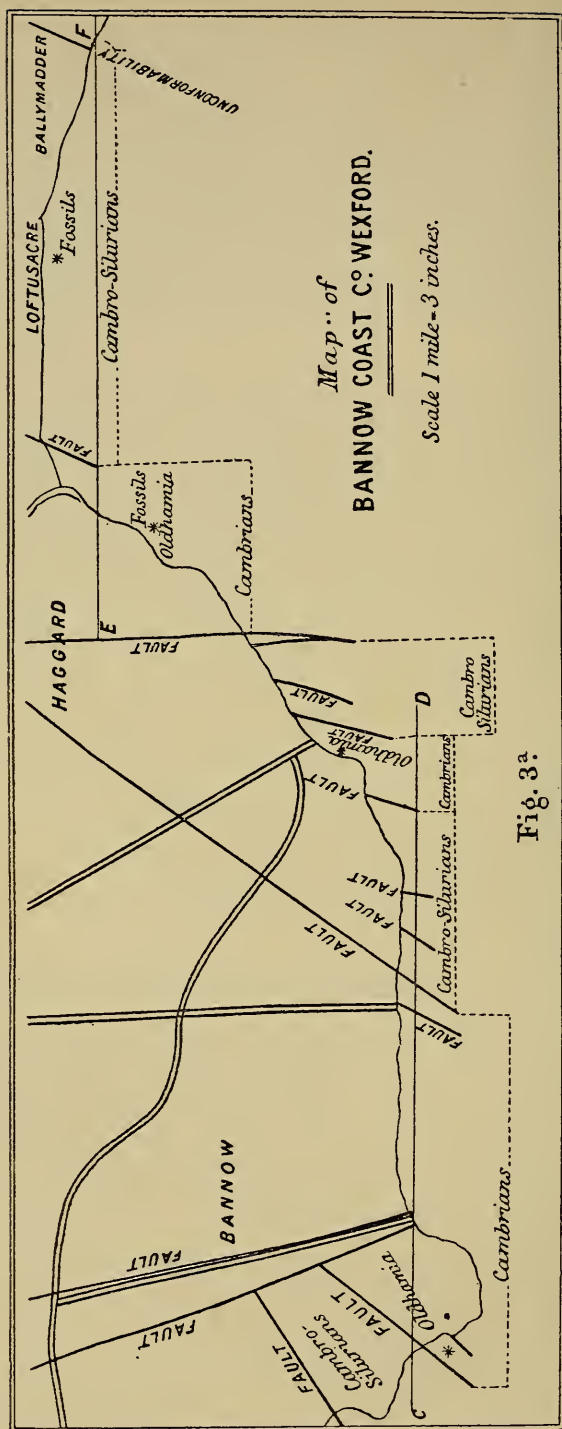 Map of
BANNOW COAST Cº WEXFORD.
Scale 1 mile=3 inches.
HAGGARD
LOFTUSACRE
BALLYMADDER
F
UNCONFORMABILITY
* Fossils
Cambro-Silurians
FAULT
Fossils
* Oldhamia
Cambrians
E
FAULT
FAULT
FAULT
Oldhamia
FAULT
Cambro
Silurians
D
Cambrians
FAULT
FAULT
FAULT
Cambro-Silurians
FAULT
BANNOW
FAULT
FAULT
FAULT
Oldhamia
FAULT
Cambro-
Silurians
*
C
Cambrians
Fig. 3ª.